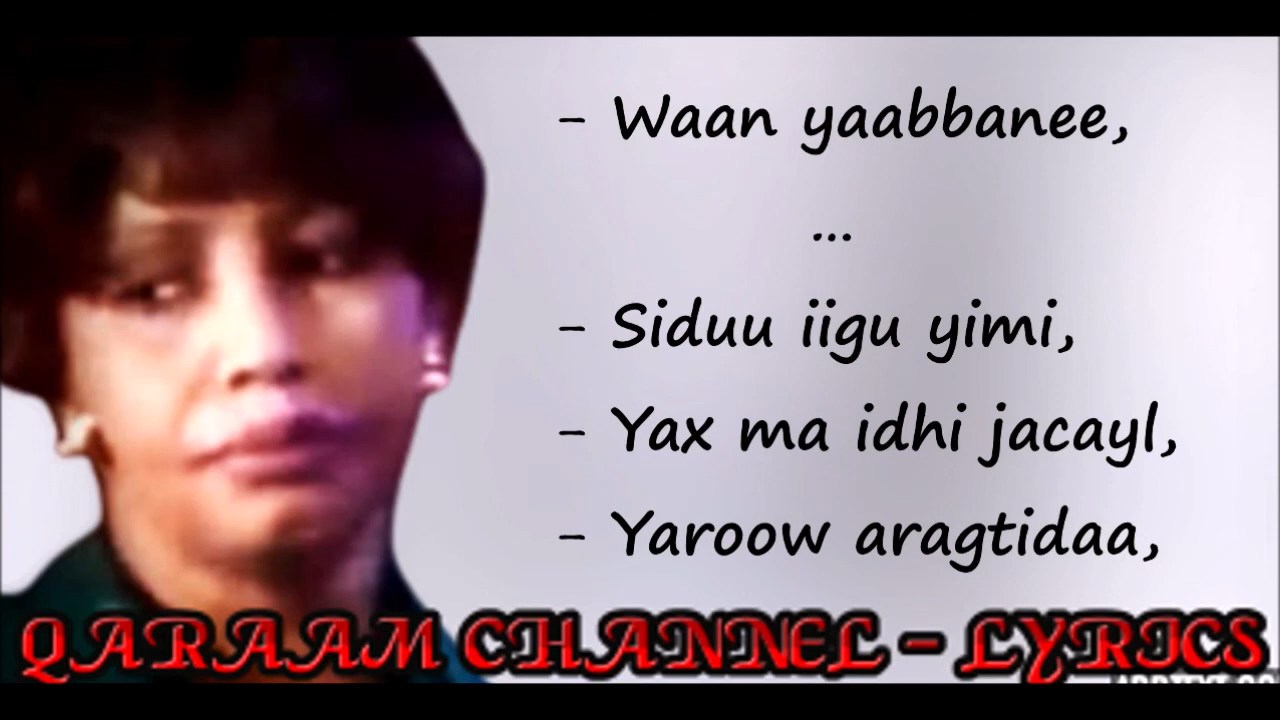 - Waan yaabbanee,
...
- Siduu iigu yimi,
- Yax ma idhi jacayl,
- Yaroow aragtidaa,
QARAAM CHANNEL - LYRICS